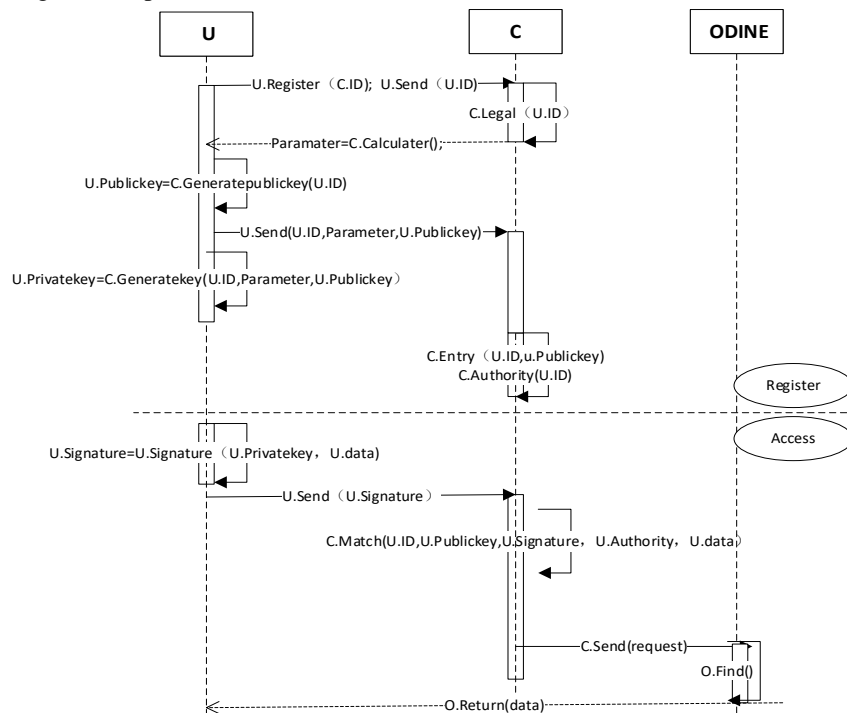 U
C
ODINE
U.Register（C.ID); U.Send（U.ID)
C.Legal（U.ID）
Paramater=C.Calculater();
U.Publickey=C.Generatepublickey(U.ID)
U.Send(U.ID,Parameter,U.Publickey)
U.Privatekey=C.Generatekey(U.ID,Parameter,U.Publickey）
C.Entry（U.ID,u.Publickey)
C.Authority(U.ID)
Register
Access
U.Signature=U.Signature（U.Privatekey，U.data)
U.Send（U.Signature）
C.Match(U.ID,U.Publickey,U.Signature，U.Authority，U.data）
C.Send(request)
O.Find()
O.Return(data)